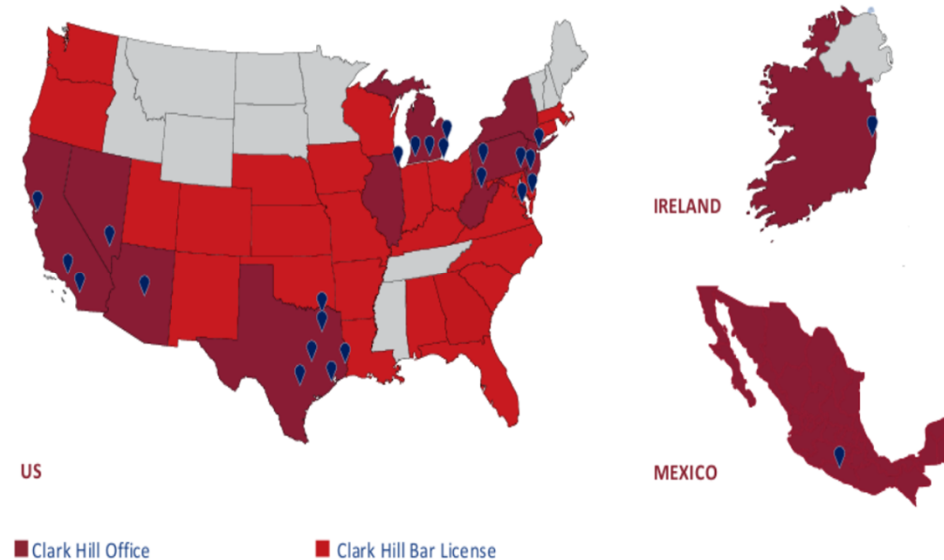 IRELAND
US
MEXICO
Clark Hill Office
Clark Hill Bar License